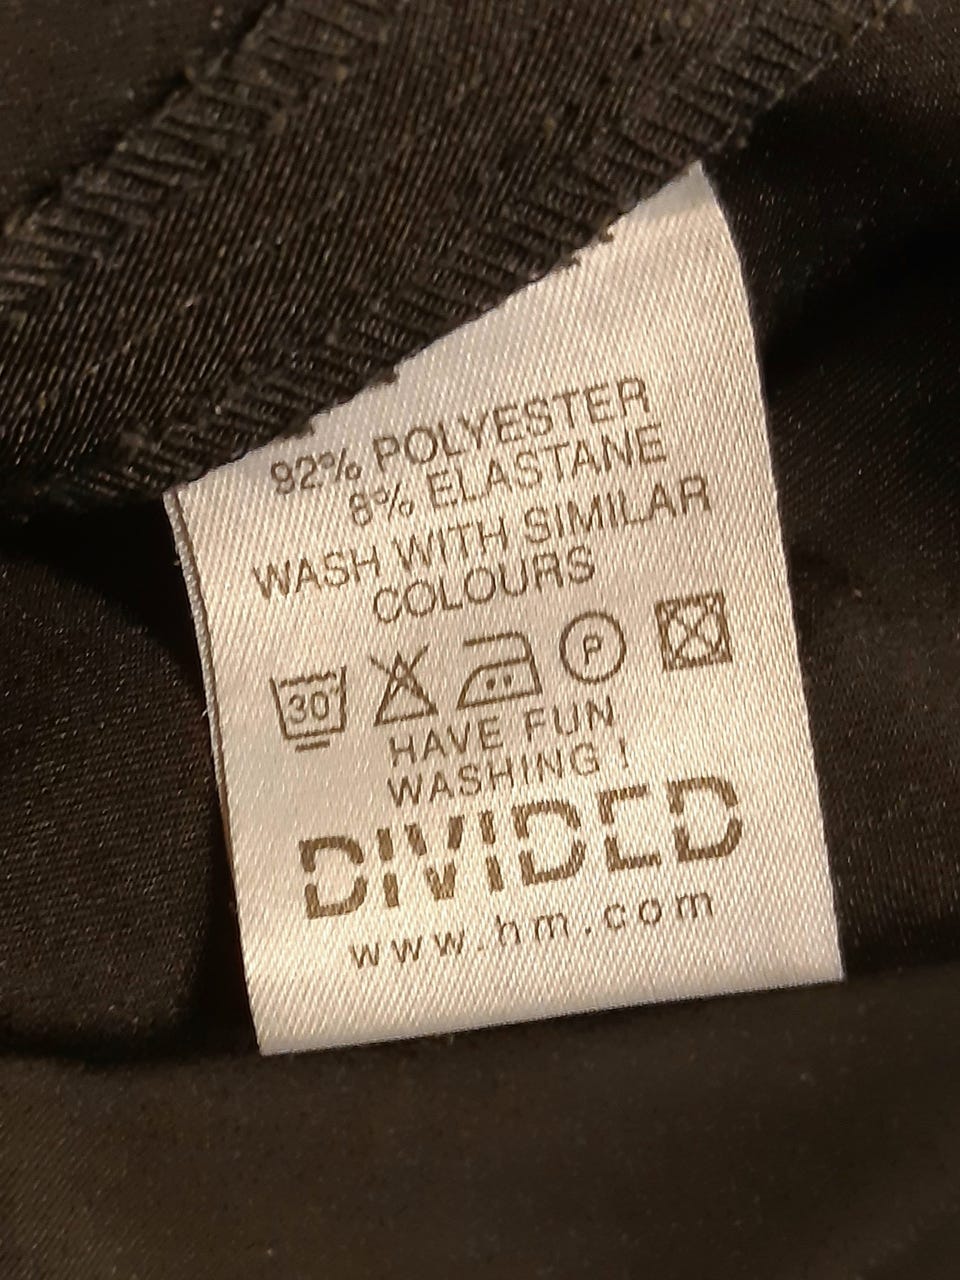 92% POLYESTER
8% ELASTANE
WASH WITH SIMILAR
COLOURS
30° P
HAVE FUN
WASHING !
DIVIDED
www.hm.com